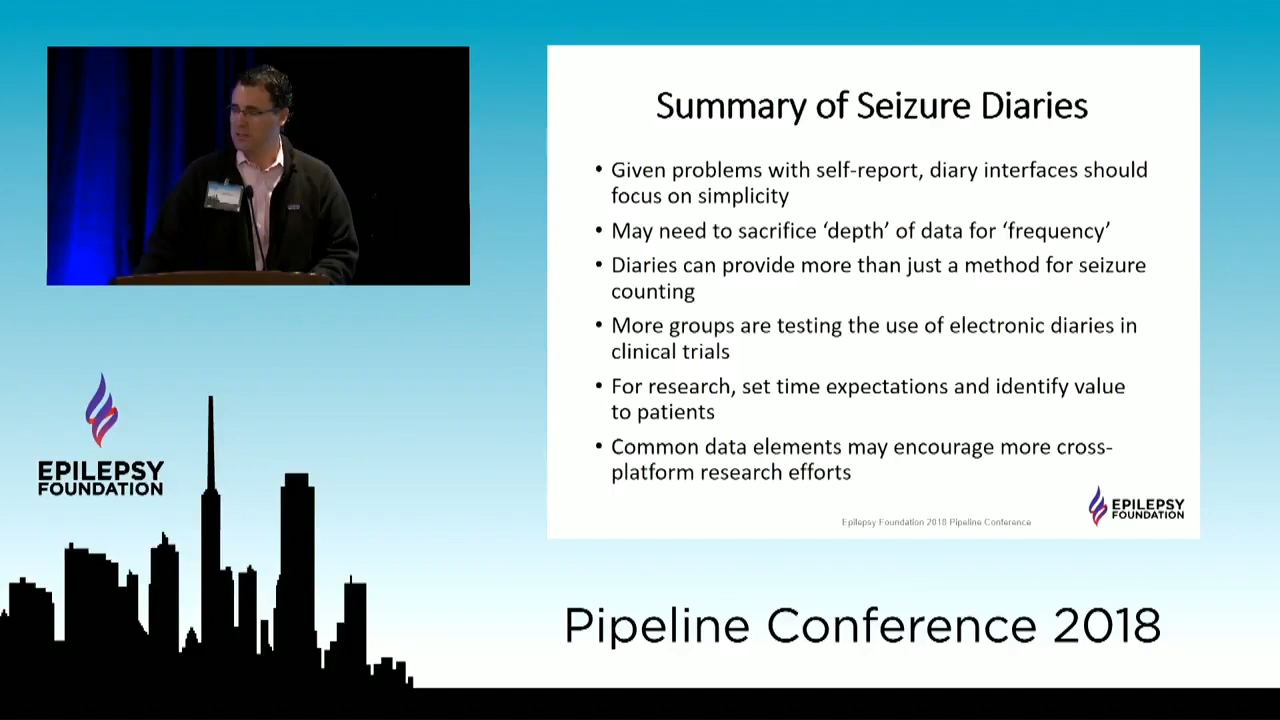 Summary of Seizure Diaries
• Given problems with self-report, diary interfaces should
focus on simplicity
• May need to sacrifice ‘depth’ of data for ‘frequency’
• Diaries can provide more than just a method for seizure
counting
• More groups are testing the use of electronic diaries in
clinical trials
• For research, set time expectations and identify value
to patients
• Common data elements may encourage more cross-
platform research efforts
Epilepsy Foundation 2018 Pipeline Conference
EPILEPSY
FOUNDATION
EPILEPSY
FOUNDATION
Pipeline Conference 2018